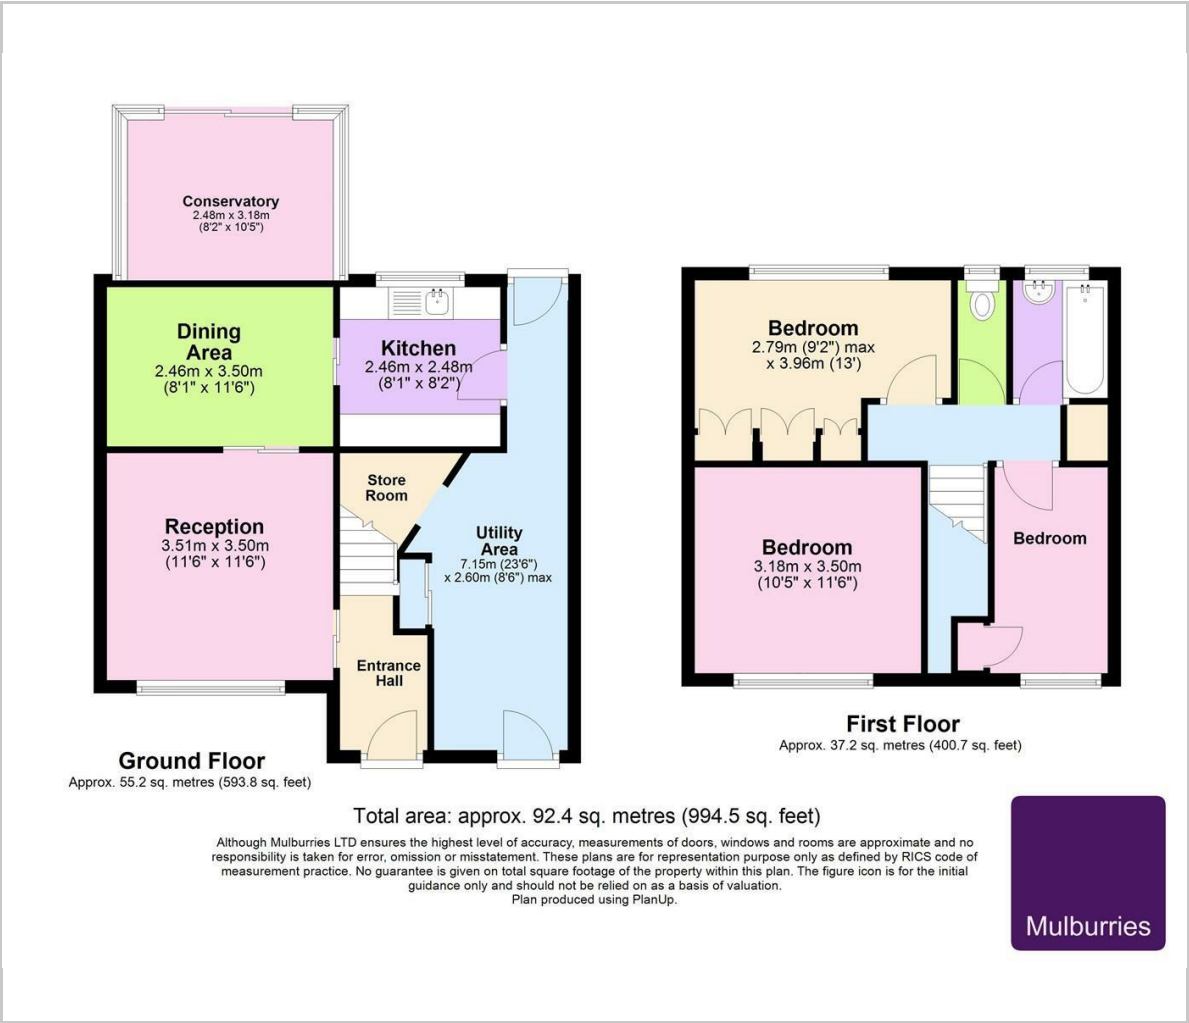 Conservatory
2.48m x 3.18m
(8'2" x 10'5")
Dining
Area
2.46m x 3.50m
(8'1" x 11'6")
Kitchen
2.46m x 2.48m
(8'1" x 8'2")
Store
Room
Reception
3.51m x 3.50m
(11'6" x 11'6")
Utility
Area
7.15m (23'6")
x 2.60m (8'6") max
Entrance
Hall
Ground Floor
Approx. 55.2 sq. metres (593.8 sq. feet)
Bedroom
2.79m (9'2") max
x 3.96m (13')
Bedroom
3.18m x 3.50m
(10'5" x 11'6")
Bedroom
First Floor
Approx. 37.2 sq. metres (400.7 sq. feet)
Total area: approx. 92.4 sq. metres (994.5 sq. feet)
Although Mulburries LTD ensures the highest level of accuracy, measurements of doors, windows and rooms are approximate and no
responsibility is taken for error, omission or misstatement. These plans are for representation purpose only as defined by RICS code of
measurement practice. No guarantee is given on total square footage of the property within this plan. The figure icon is for the initial
guidance only and should not be relied on as a basis of valuation.
Plan produced using PlanUp.
Mulburries